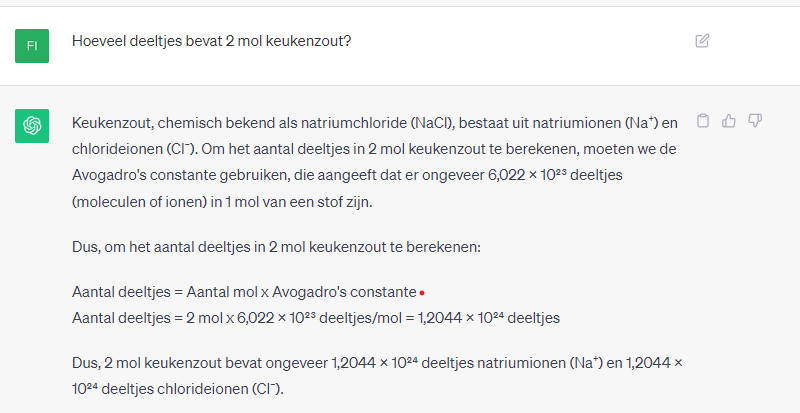 FI
Hoeveel deeltjes bevat 2 mol keukenzout?
Keukenzout, chemisch bekend als natriumchloride (NaCl), bestaat uit natriumionen (Na⁺) en
chlorideionen (Cl⁻). Om het aantal deeltjes in 2 mol keukenzout te berekenen, moeten we de
Avogadro's constante gebruiken, die aangeeft dat er ongeveer 6,022 × 10²³ deeltjes
(moleculen of ionen) in 1 mol van een stof zijn.
Dus, om het aantal deeltjes in 2 mol keukenzout te berekenen:
Aantal deeltjes = Aantal mol x Avogadro's constante
Aantal deeltjes = 2 mol x 6,022 × 10²³ deeltjes/mol = 1,2044 × 10²⁴ deeltjes
Dus, 2 mol keukenzout bevat ongeveer 1,2044 × 10²⁴ deeltjes natriumionen (Na⁺) en 1,2044 ×
10²⁴ deeltjes chlorideionen (Cl⁻).